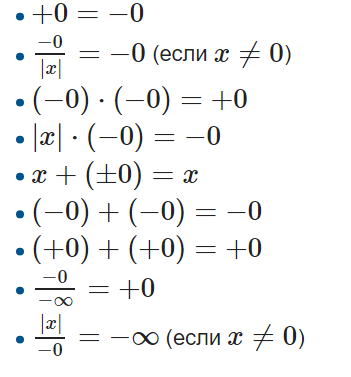 • +0 = −0
• −0/|x| = −0 (если x ≠ 0)
• (−0) · (−0) = +0
• |x| · (−0) = −0
• x + (±0) = x
• (−0) + (−0) = −0
• (+0) + (+0) = +0
• −0/−∞ = +0
• |x|/−0 = −∞ (если x ≠ 0)